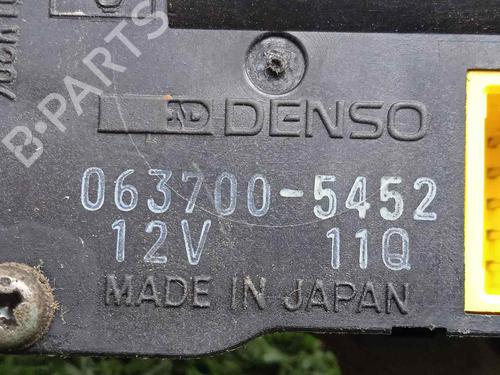 B-PARTS
DENSO
063700-5452
12V 11Q
MADE IN JAPAN